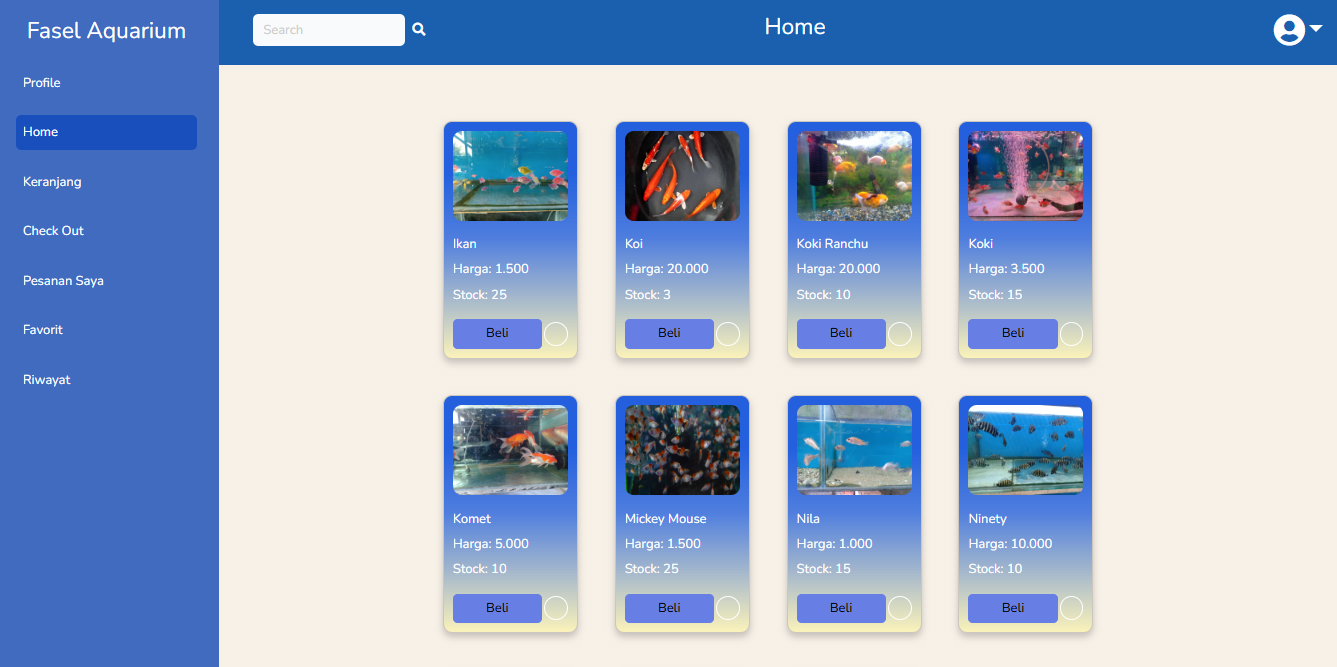 Fasel Aquarium
Search
Home
Profile
Home
Keranjang
Check Out
Pesanan Saya
Favorit
Riwayat
Ikan
Harga: 1.500
Stock: 25
Beli
Koi
Harga: 20.000
Stock: 3
Beli
Koki Ranchu
Harga: 20.000
Stock: 10
Beli
Koki
Harga: 3.500
Stock: 15
Beli
Komet
Harga: 5.000
Stock: 10
Beli
Mickey Mouse
Harga: 1.500
Stock: 25
Beli
Nila
Harga: 1.000
Stock: 15
Beli
Ninety
Harga: 10.000
Stock: 10
Beli